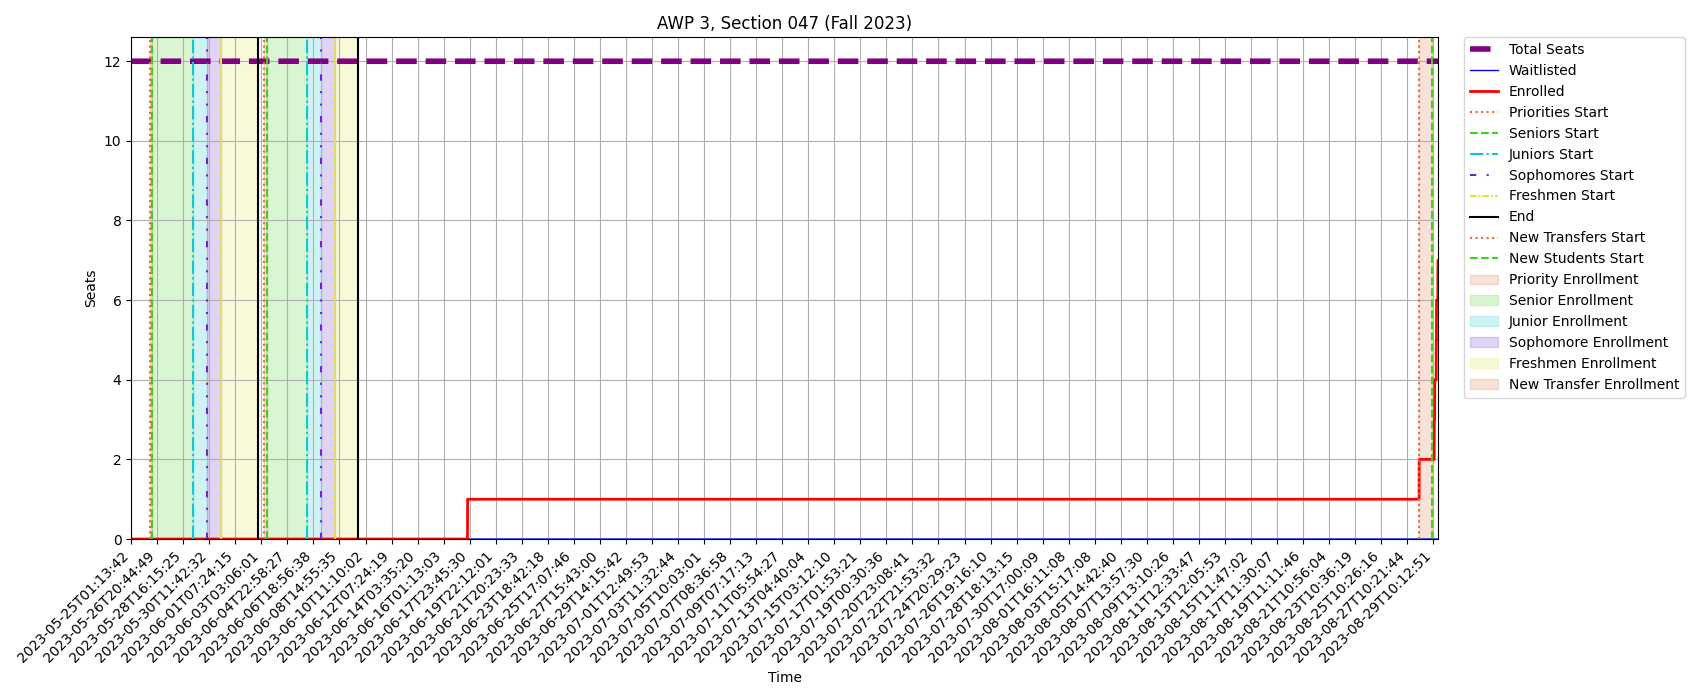 AWP 3, Section 047 (Fall 2023)
Seats
12
10
8
6
4
2
0
2023-05-25T01:13:42
2023-05-26T20:44:49
2023-05-28T16:15:25
2023-05-30T11:42:32
2023-06-01T07:24:15
2023-06-03T03:06:01
2023-06-04T22:58:27
2023-06-06T18:56:38
2023-06-08T14:55:35
2023-06-10T11:10:02
2023-06-12T07:24:19
2023-06-14T04:35:20
2023-06-16T01:13:03
2023-06-17T23:45:30
2023-06-19T22:12:01
2023-06-21T20:23:33
2023-06-23T18:42:18
2023-06-25T17:07:46
2023-06-27T15:43:00
2023-06-29T14:15:42
2023-07-01T12:49:53
2023-07-03T11:32:44
2023-07-05T10:03:01
2023-07-07T08:36:58
2023-07-09T07:17:13
2023-07-11T05:54:27
2023-07-13T04:40:04
2023-07-15T03:12:10
2023-07-17T01:53:21
2023-07-19T00:30:36
2023-07-20T23:08:41
2023-07-22T21:53:32
2023-07-24T20:29:23
2023-07-26T19:16:10
2023-07-28T18:13:15
2023-07-30T17:00:09
2023-08-01T16:11:08
2023-08-03T15:17:08
2023-08-05T14:42:40
2023-08-07T13:57:30
2023-08-09T13:10:26
2023-08-11T12:33:47
2023-08-13T12:05:53
2023-08-15T11:47:02
2023-08-17T11:30:07
2023-08-19T11:11:46
2023-08-21T10:56:04
2023-08-23T10:36:19
2023-08-25T10:26:16
2023-08-27T10:21:44
2023-08-29T10:12:51
Time
Total Seats
Waitlisted
Enrolled
Priorities Start
Seniors Start
Juniors Start
Sophomores Start
Freshmen Start
End
New Transfers Start
New Students Start
Priority Enrollment
Senior Enrollment
Junior Enrollment
Sophomore Enrollment
Freshmen Enrollment
New Transfer Enrollment